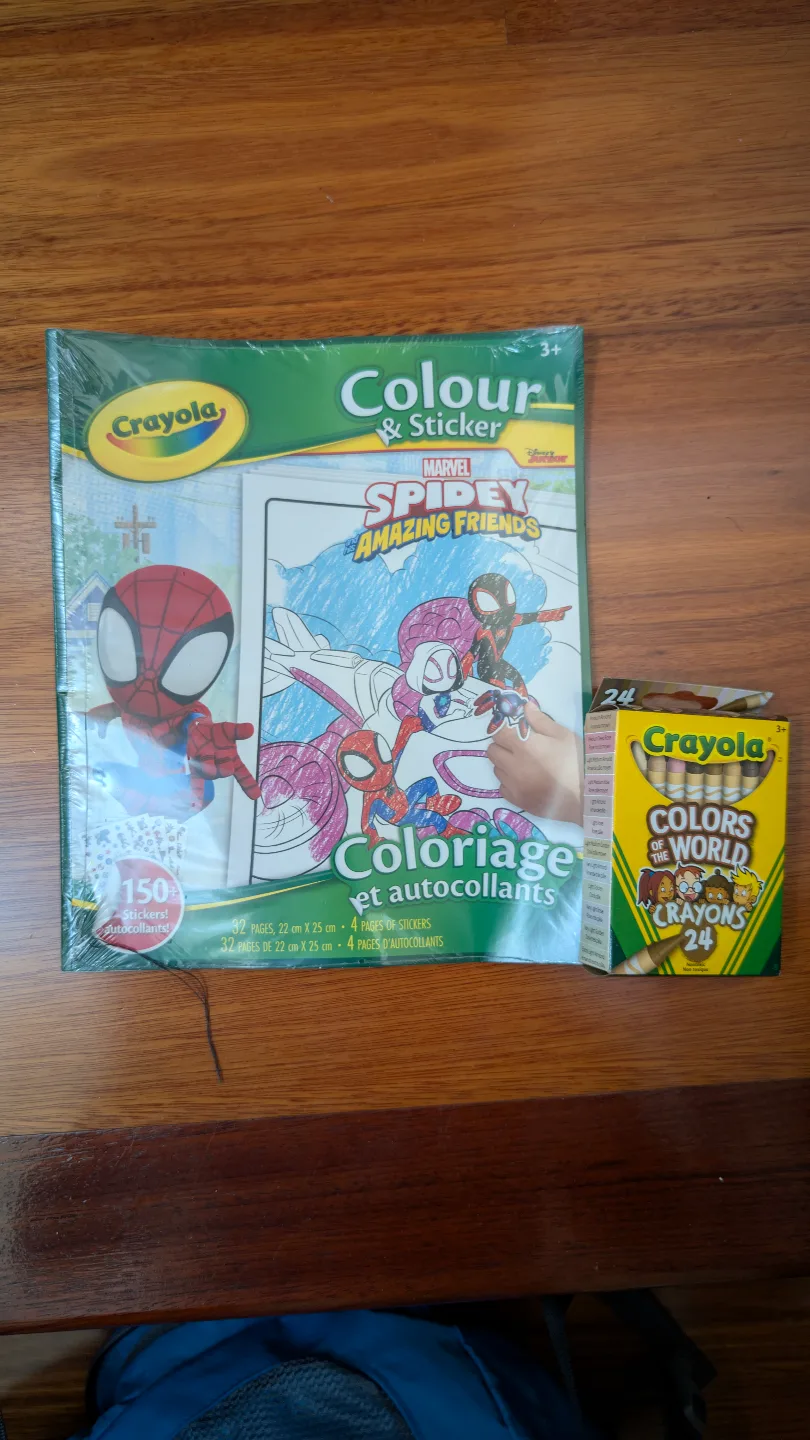 3+
Colour
& Sticker
Crayola
Disney
JUNIOR
MARVEL
SPIDEY
AND HIS
AMAZING FRIENDS
Coloriage
et autocollants
150+
Stickers!
autocollants!
32 PAGES, 22 cm X 25 cm • 4 PAGES OF STICKERS
32 PAGES DE 22 cm X 25 cm • 4 PAGES D'AUTOCOLLANTS
24
3+
Crayola
COLORS
OF THE WORLD
CRAYONS
24